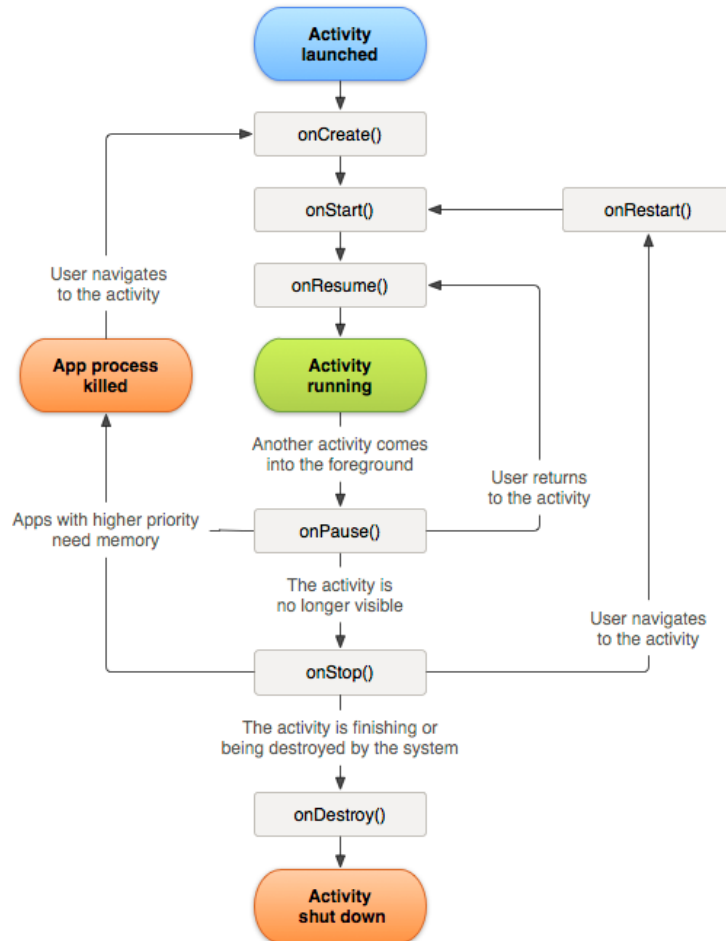 Activity
launched
onCreate()
onStart()
onRestart()
User navigates
to the activity
onResume()
App process
killed
Activity
running
Another activity comes
into the foreground
User returns
to the activity
Apps with higher priority
need memory
onPause()
The activity is
no longer visible
User navigates
to the activity
onStop()
The activity is finishing or
being destroyed by the system
onDestroy()
Activity
shut down